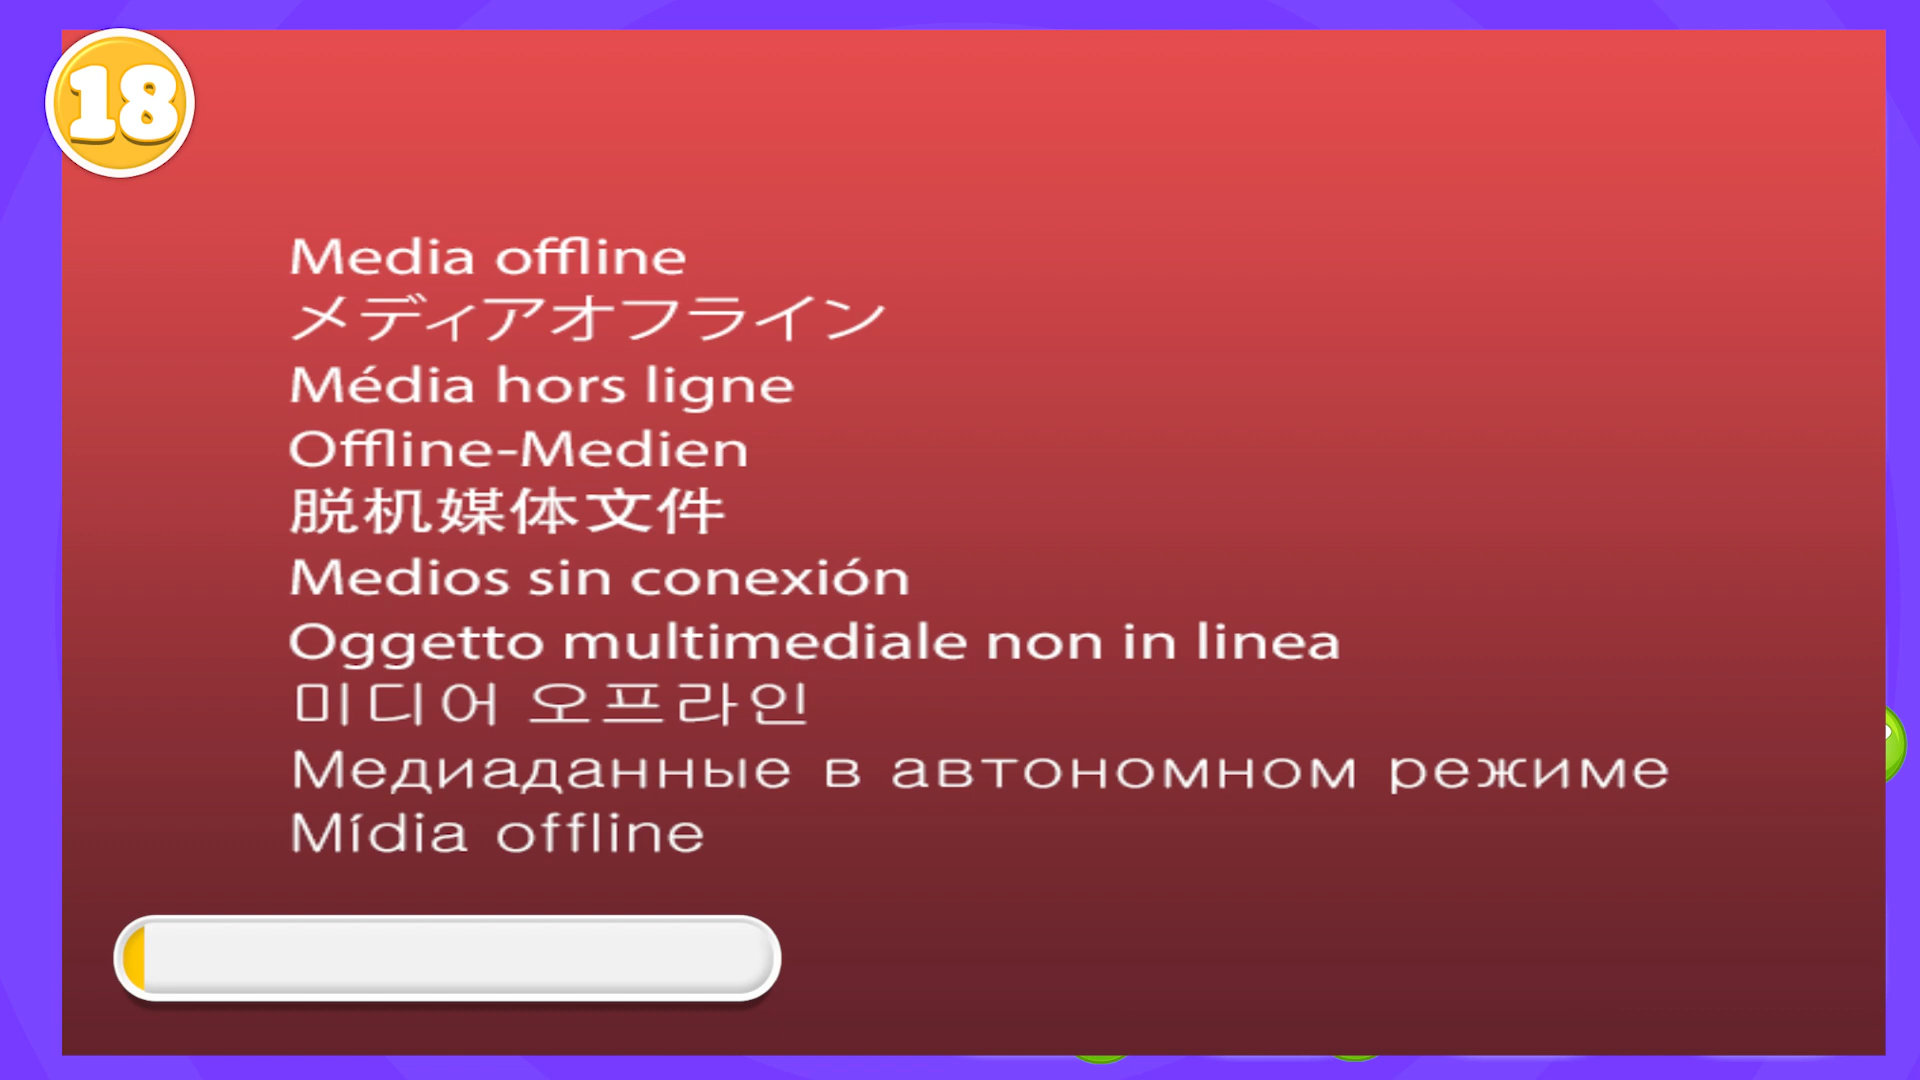 18
Media offline
メディアオフライン
Média hors ligne
Offline-Medien
脱机媒体文件
Medios sin conexión
Oggetto multimediale non in linea
미디어 오프라인
Медиаданные в автономном режиме
Mídia offline